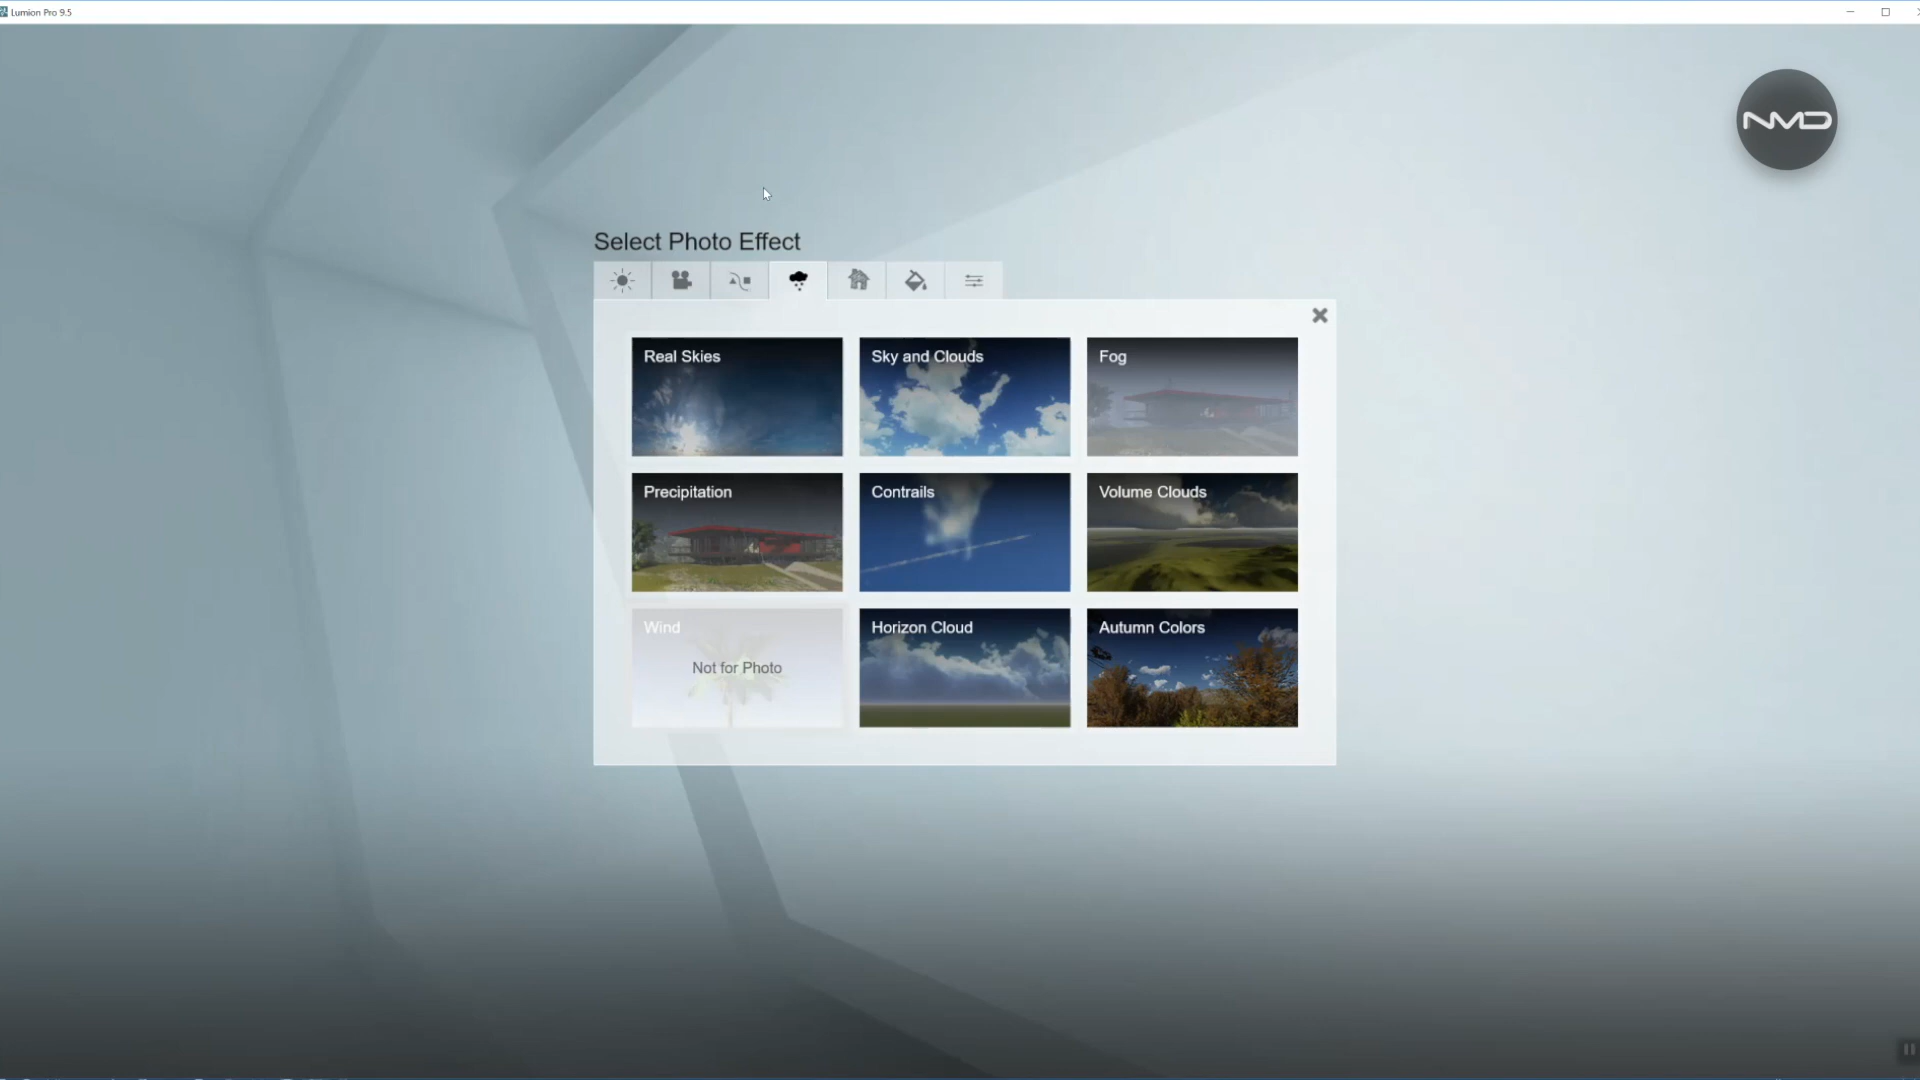 Lumion Pro 9.5
NMD
Select Photo Effect
Real Skies
Sky and Clouds
Fog
Precipitation
Contrails
Volume Clouds
Wind
Not for Photo
Horizon Cloud
Autumn Colors